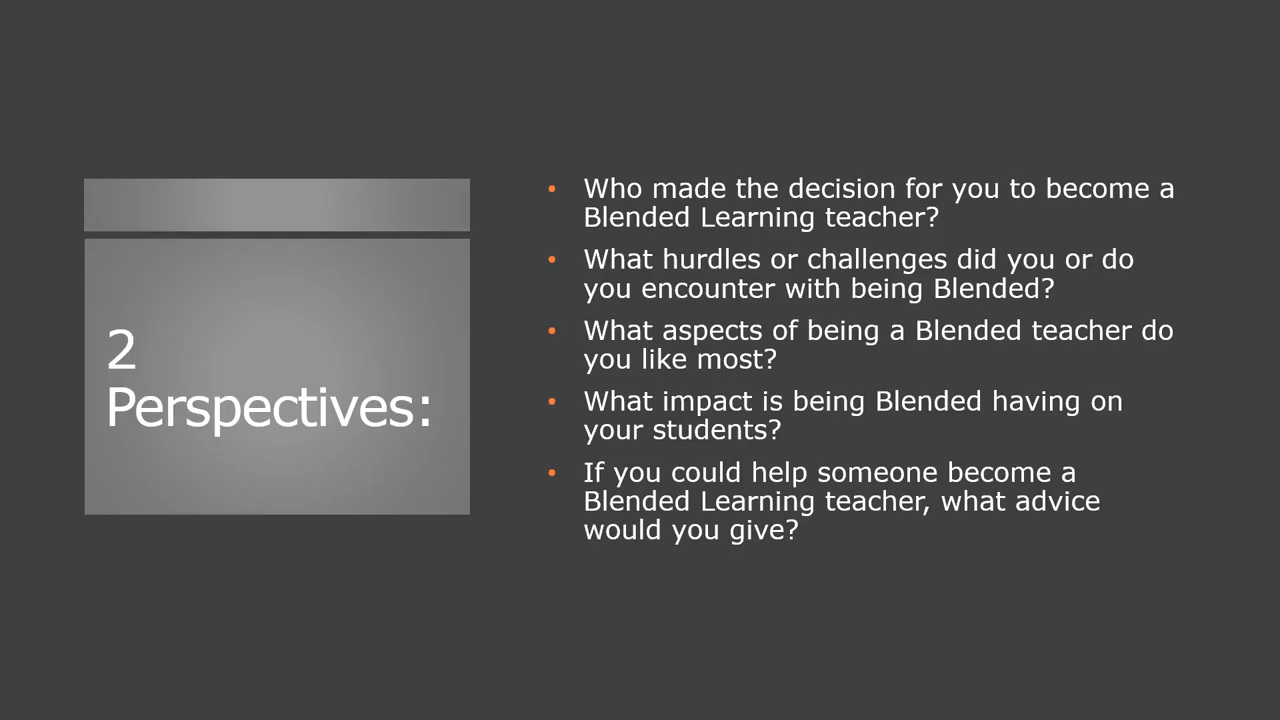 2
Perspectives:
• Who made the decision for you to become a
Blended Learning teacher?
• What hurdles or challenges did you or do
you encounter with being Blended?
• What aspects of being a Blended teacher do
you like most?
• What impact is being Blended having on
your students?
• If you could help someone become a
Blended Learning teacher, what advice
would you give?